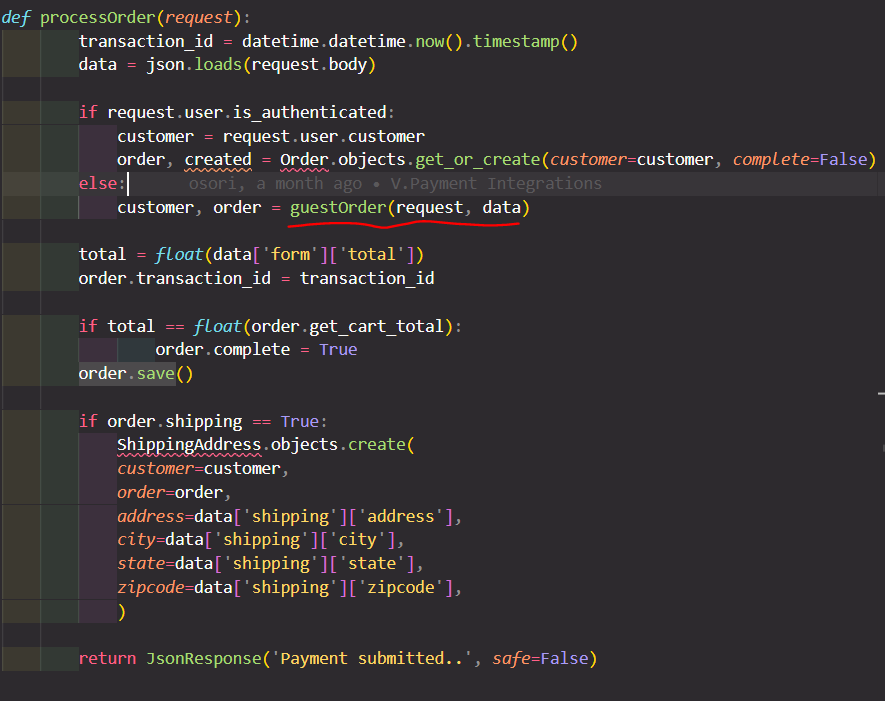 def processOrder(request):
    transaction_id = datetime.datetime.now().timestamp()
    data = json.loads(request.body)
    if request.user.is_authenticated:
        customer = request.user.customer
        order, created = Order.objects.get_or_create(customer=customer, complete=False)
    else:    osori, a month ago • V.Payment Integrations
        customer, order = guestOrder(request, data)
    total = float(data['form']['total'])
    order.transaction_id = transaction_id
    if total == float(order.get_cart_total):
            order.complete = True
    order.save()
    if order.shipping == True:
        ShippingAddress.objects.create(
        customer=customer,
        order=order,
        address=data['shipping']['address'],
        city=data['shipping']['city'],
        state=data['shipping']['state'],
        zipcode=data['shipping']['zipcode'],
        )
    return JsonResponse('Payment submitted..', safe=False)